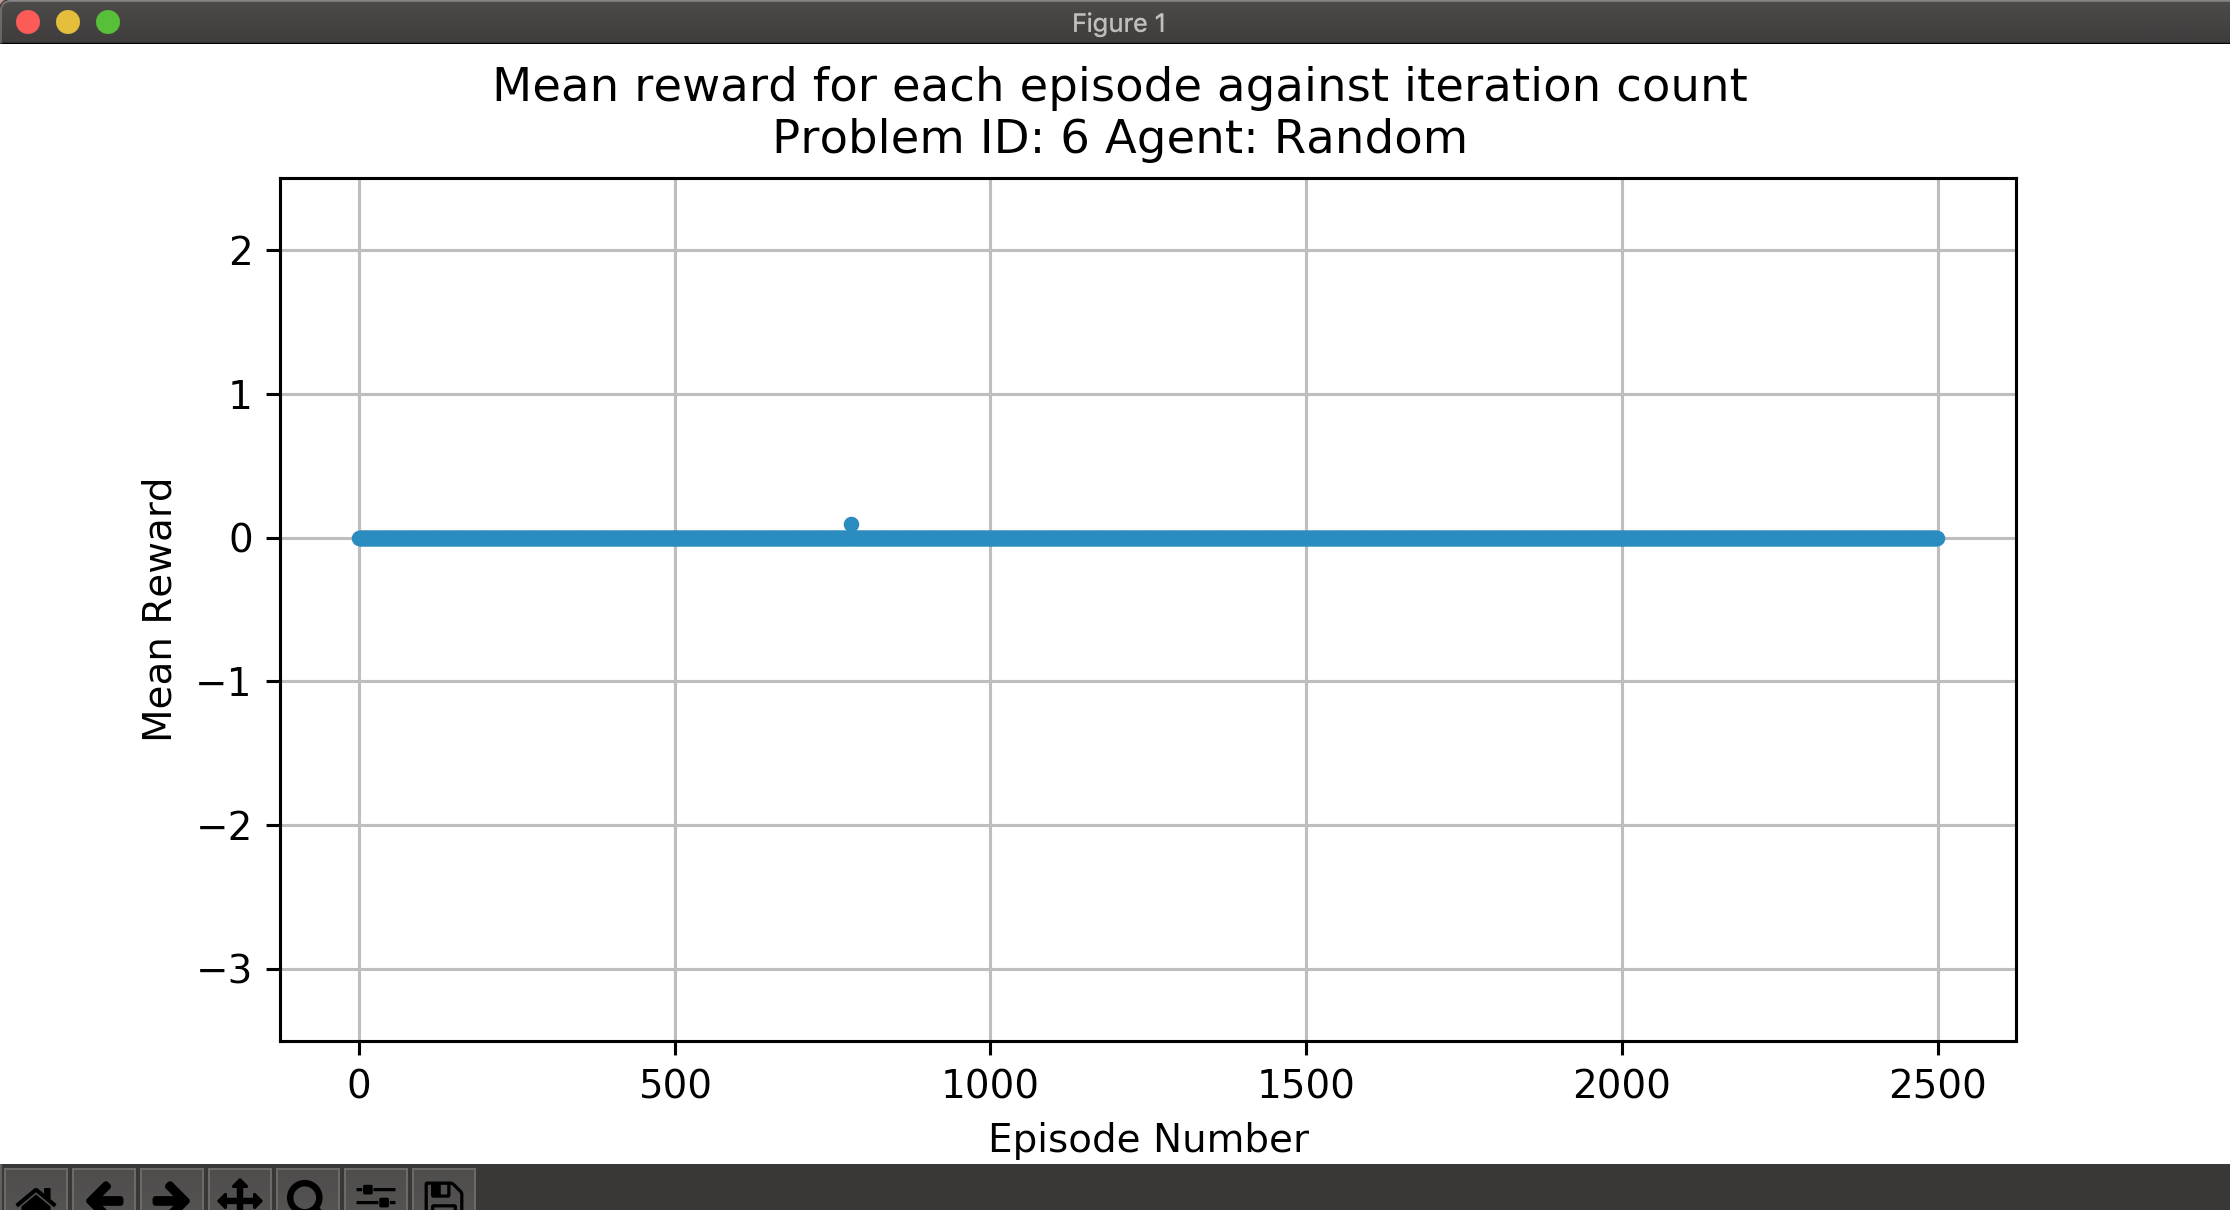 Figure 1
Mean reward for each episode against iteration count
Problem ID: 6 Agent: Random
2
1
0
−1
−2
−3
Mean Reward
0 500 1000 1500 2000 2500
Episode Number